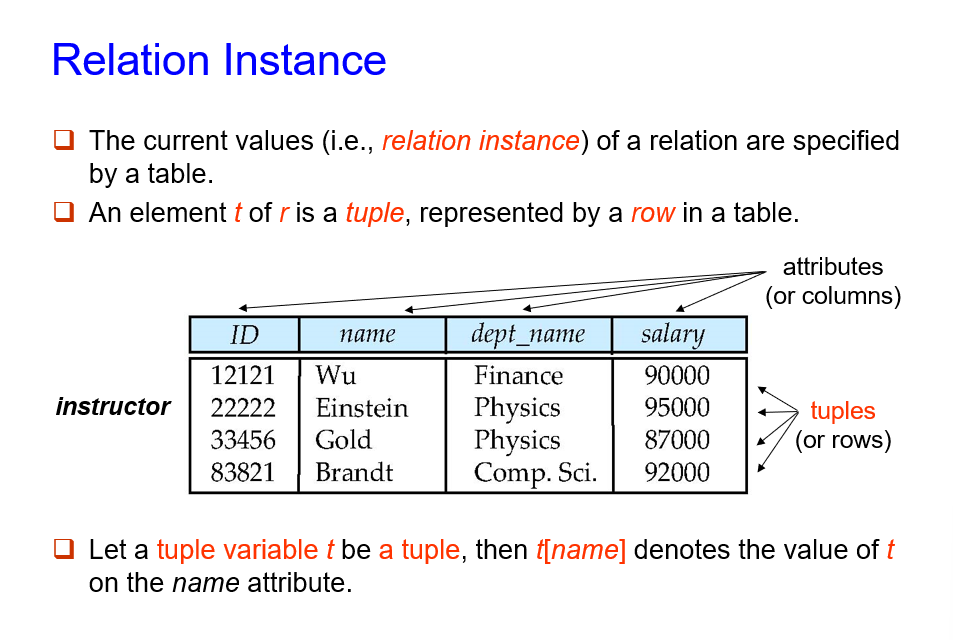 Relation Instance
❑ The current values (i.e., relation instance) of a relation are specified
by a table.
❑ An element t of r is a tuple, represented by a row in a table.
attributes
(or columns)
ID name dept_name salary
12121 Wu Finance 90000
instructor 22222 Einstein Physics 95000 tuples
33456 Gold Physics 87000 (or rows)
83821 Brandt Comp. Sci. 92000
❑ Let a tuple variable t be a tuple, then t[name] denotes the value of t
on the name attribute.